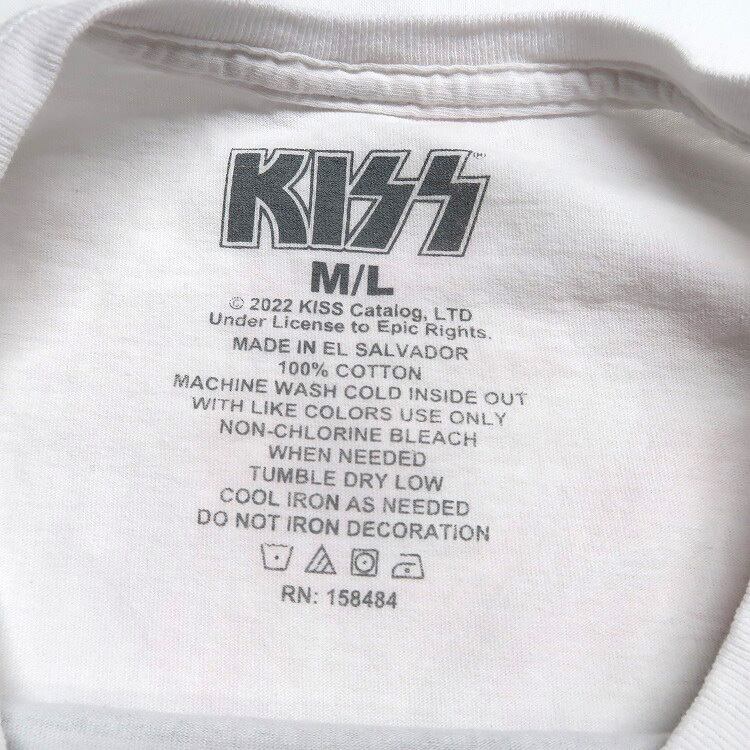 KISS™
M/L
© 2022 KISS Catalog, LTD
Under License to Epic Rights.
MADE IN EL SALVADOR
100% COTTON
MACHINE WASH COLD INSIDE OUT
WITH LIKE COLORS USE ONLY
NON-CHLORINE BLEACH
WHEN NEEDED
TUMBLE DRY LOW
COOL IRON AS NEEDED
DO NOT IRON DECORATION
RN: 158484